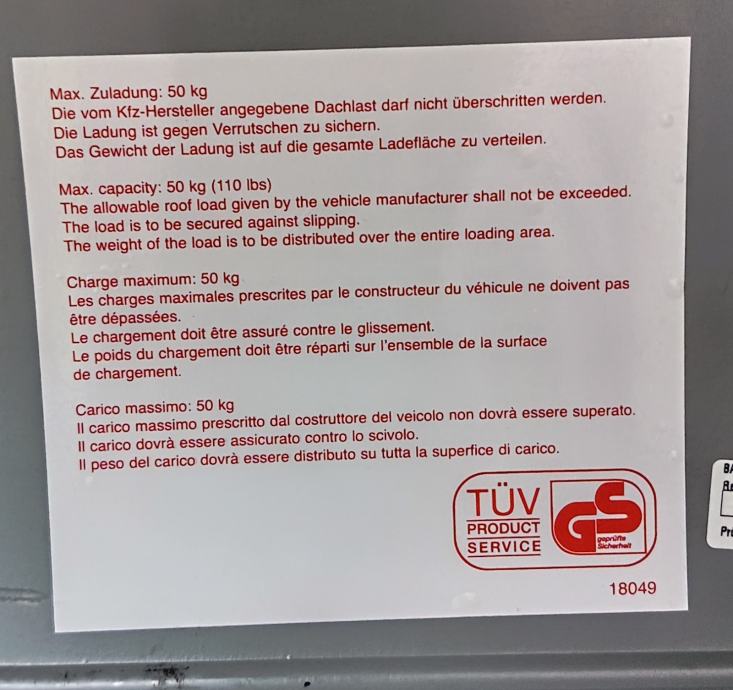 Max. Zuladung: 50 kg
Die vom Kfz-Hersteller angegebene Dachlast darf nicht überschritten werden.
Die Ladung ist gegen Verrutschen zu sichern.
Das Gewicht der Ladung ist auf die gesamte Ladefläche zu verteilen.
Max. capacity: 50 kg (110 lbs)
The allowable roof load given by the vehicle manufacturer shall not be exceeded.
The load is to be secured against slipping.
The weight of the load is to be distributed over the entire loading area.
Charge maximum: 50 kg
Les charges maximales prescrites par le constructeur du véhicule ne doivent pas
être dépassées.
Le chargement doit être assuré contre le glissement.
Le poids du chargement doit être réparti sur l'ensemble de la surface
de chargement.
Carico massimo: 50 kg
Il carico massimo prescritto dal costruttore del veicolo non dovrà essere superato.
Il carico dovrà essere assicurato contro lo scivolo.
Il peso del carico dovrà essere distributo su tutta la superfice di carico.
TÜV
PRODUCT
SERVICE
GS
geprüfte
Sicherheit
18049